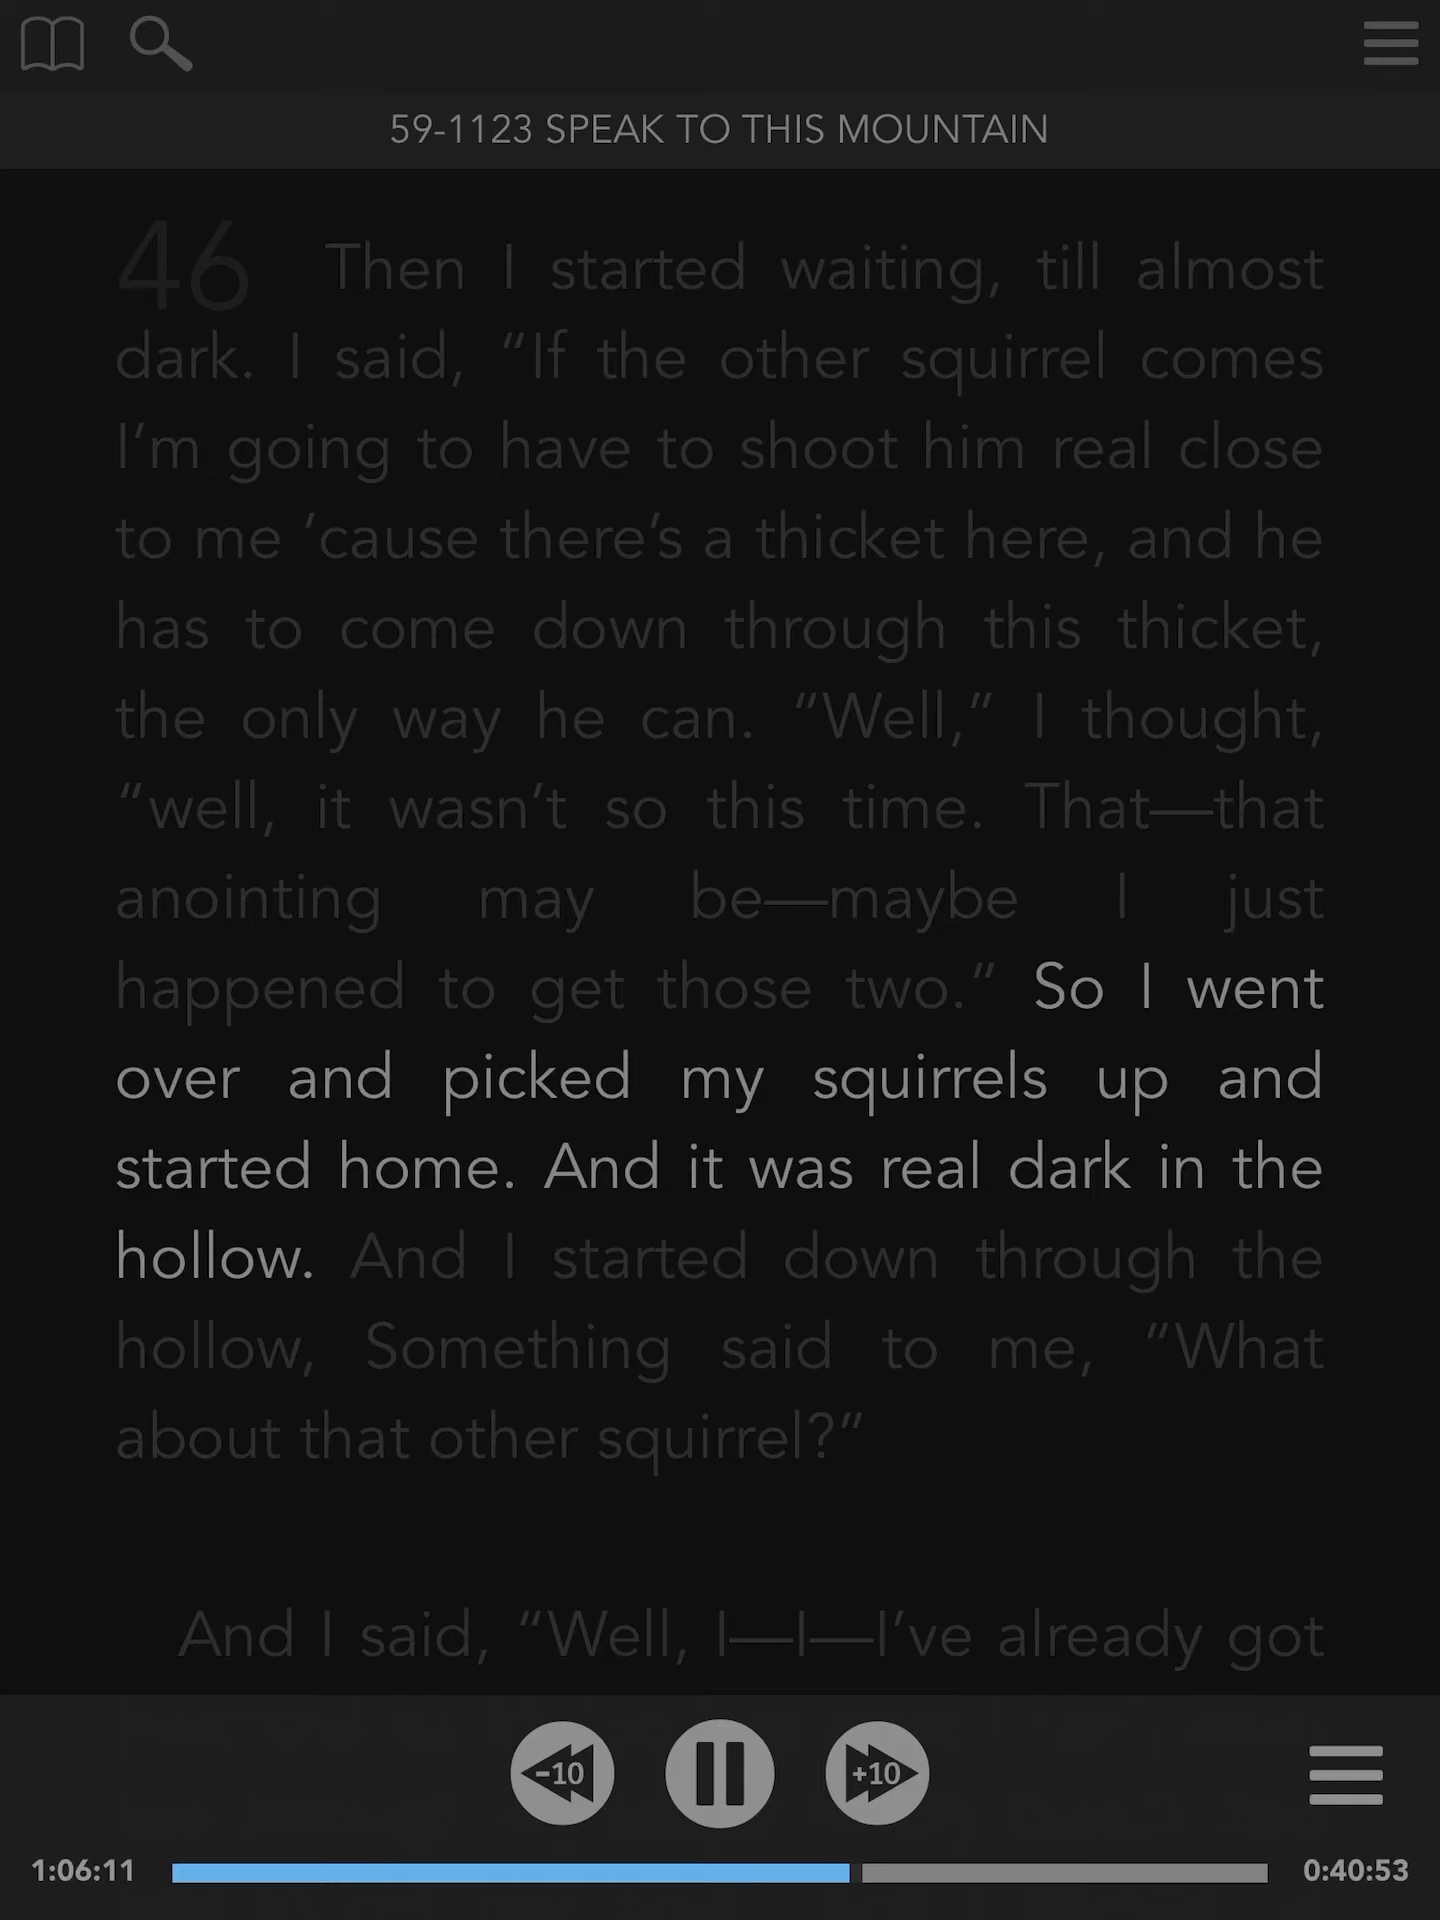 59-1123 SPEAK TO THIS MOUNTAIN
46 Then I started waiting, till almost
dark. I said, “If the other squirrel comes
I’m going to have to shoot him real close
to me ’cause there’s a thicket here, and he
has to come down through this thicket,
the only way he can. “Well,” I thought,
“well, it wasn’t so this time. That—that
anointing may be—maybe I just
happened to get those two.” So I went
over and picked my squirrels up and
started home. And it was real dark in the
hollow. And I started down through the
hollow, Something said to me, “What
about that other squirrel?”
And I said, “Well, I—I—I’ve already got
-10 +10
1:06:11 0:40:53